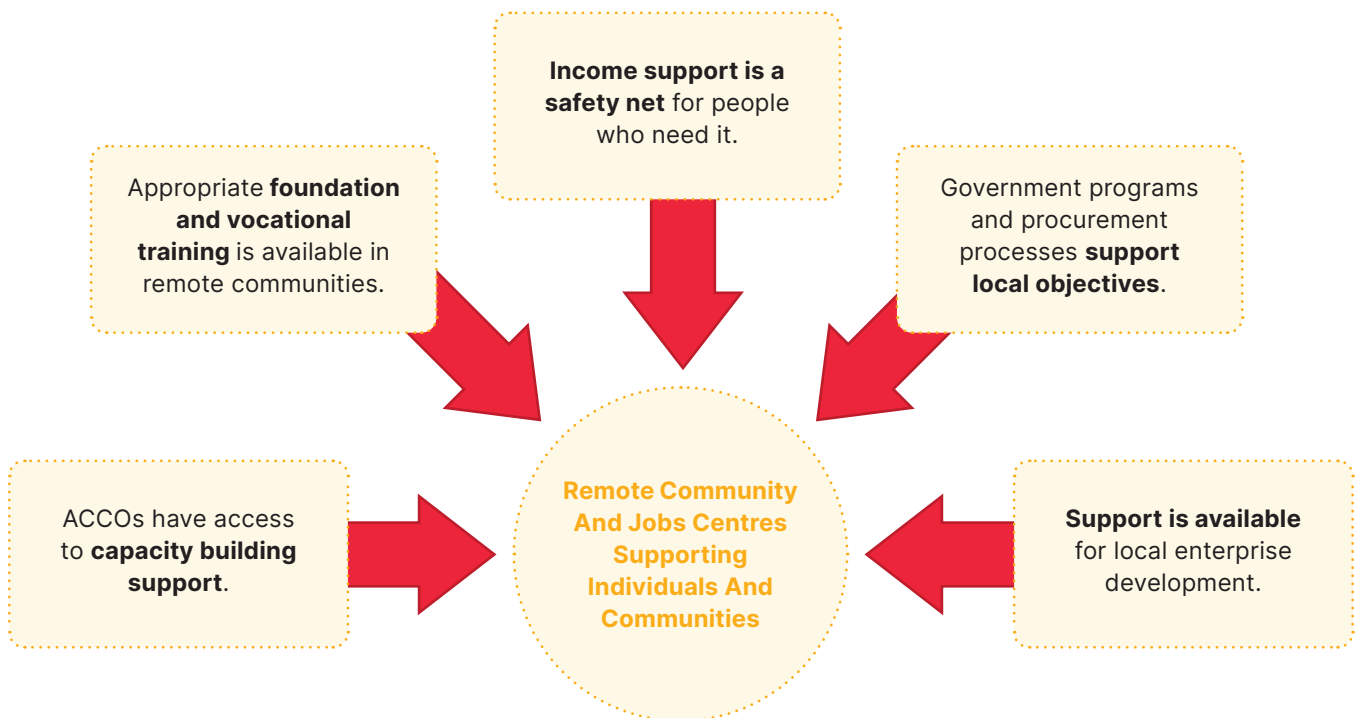 Income support is a
safety net for people
who need it.
Appropriate foundation
and vocational
training is available in
remote communities.
Government programs
and procurement
processes support
local objectives.
ACCOs have access
to capacity building
support.
Remote Community
And Jobs Centres
Supporting
Individuals And
Communities
Support is available
for local enterprise
development.